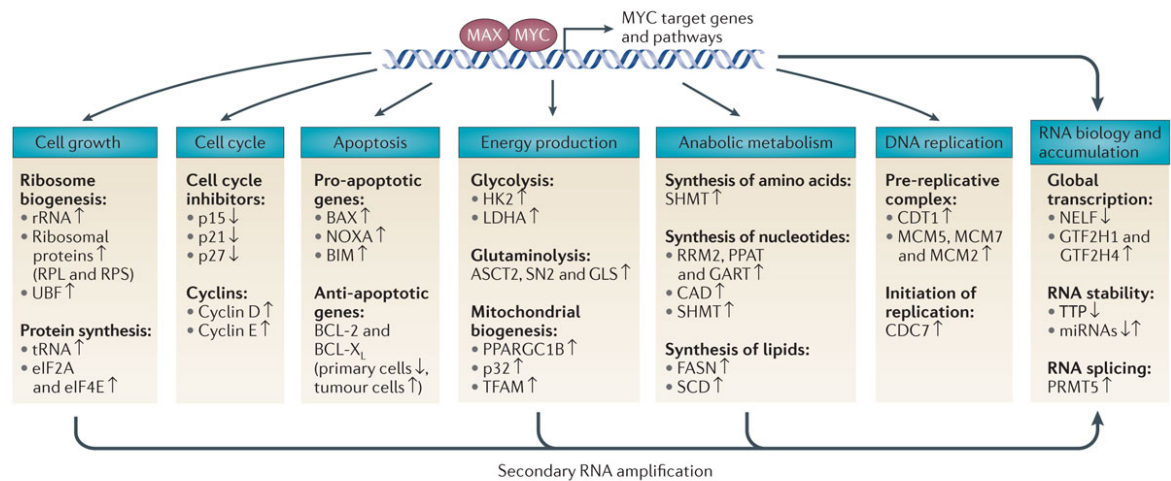 MAX MYC
MYC target genes
and pathways
Cell growth
Ribosome
biogenesis:
• rRNA ↑
• Ribosomal
proteins ↑
(RPL and RPS)
• UBF ↑
Protein synthesis:
• tRNA ↑
• eIF2A
and eIF4E ↑
Cell cycle
Cell cycle
inhibitors:
• p15 ↓
• p21 ↓
• p27 ↓
Cyclins:
• Cyclin D ↑
• Cyclin E ↑
Apoptosis
Pro-apoptotic
genes:
• BAX ↑
• NOXA ↑
• BIM ↑
Anti-apoptotic
genes:
BCL-2 and
BCL-XL
(primary cells ↓,
tumour cells ↑)
Energy production
Glycolysis:
• HK2 ↑
• LDHA ↑
Glutaminolysis:
ASCT2, SN2 and GLS ↑
Mitochondrial
biogenesis:
• PPARGC1B ↑
• p32 ↑
• TFAM ↑
Anabolic metabolism
Synthesis of amino acids:
SHMT ↑
Synthesis of nucleotides:
• RRM2, PPAT
and GART ↑
• CAD ↑
• SHMT ↑
Synthesis of lipids:
• FASN ↑
• SCD ↑
DNA replication
Pre-replicative
complex:
• CDT1 ↑
• MCM5, MCM7
and MCM2 ↑
Initiation of
replication:
CDC7 ↑
RNA biology and
accumulation
Global
transcription:
• NELF ↓
• GTF2H1 and
GTF2H4 ↑
RNA stability:
• TTP ↓
• miRNAs ↓↑
RNA splicing:
PRMT5 ↑
Secondary RNA amplification